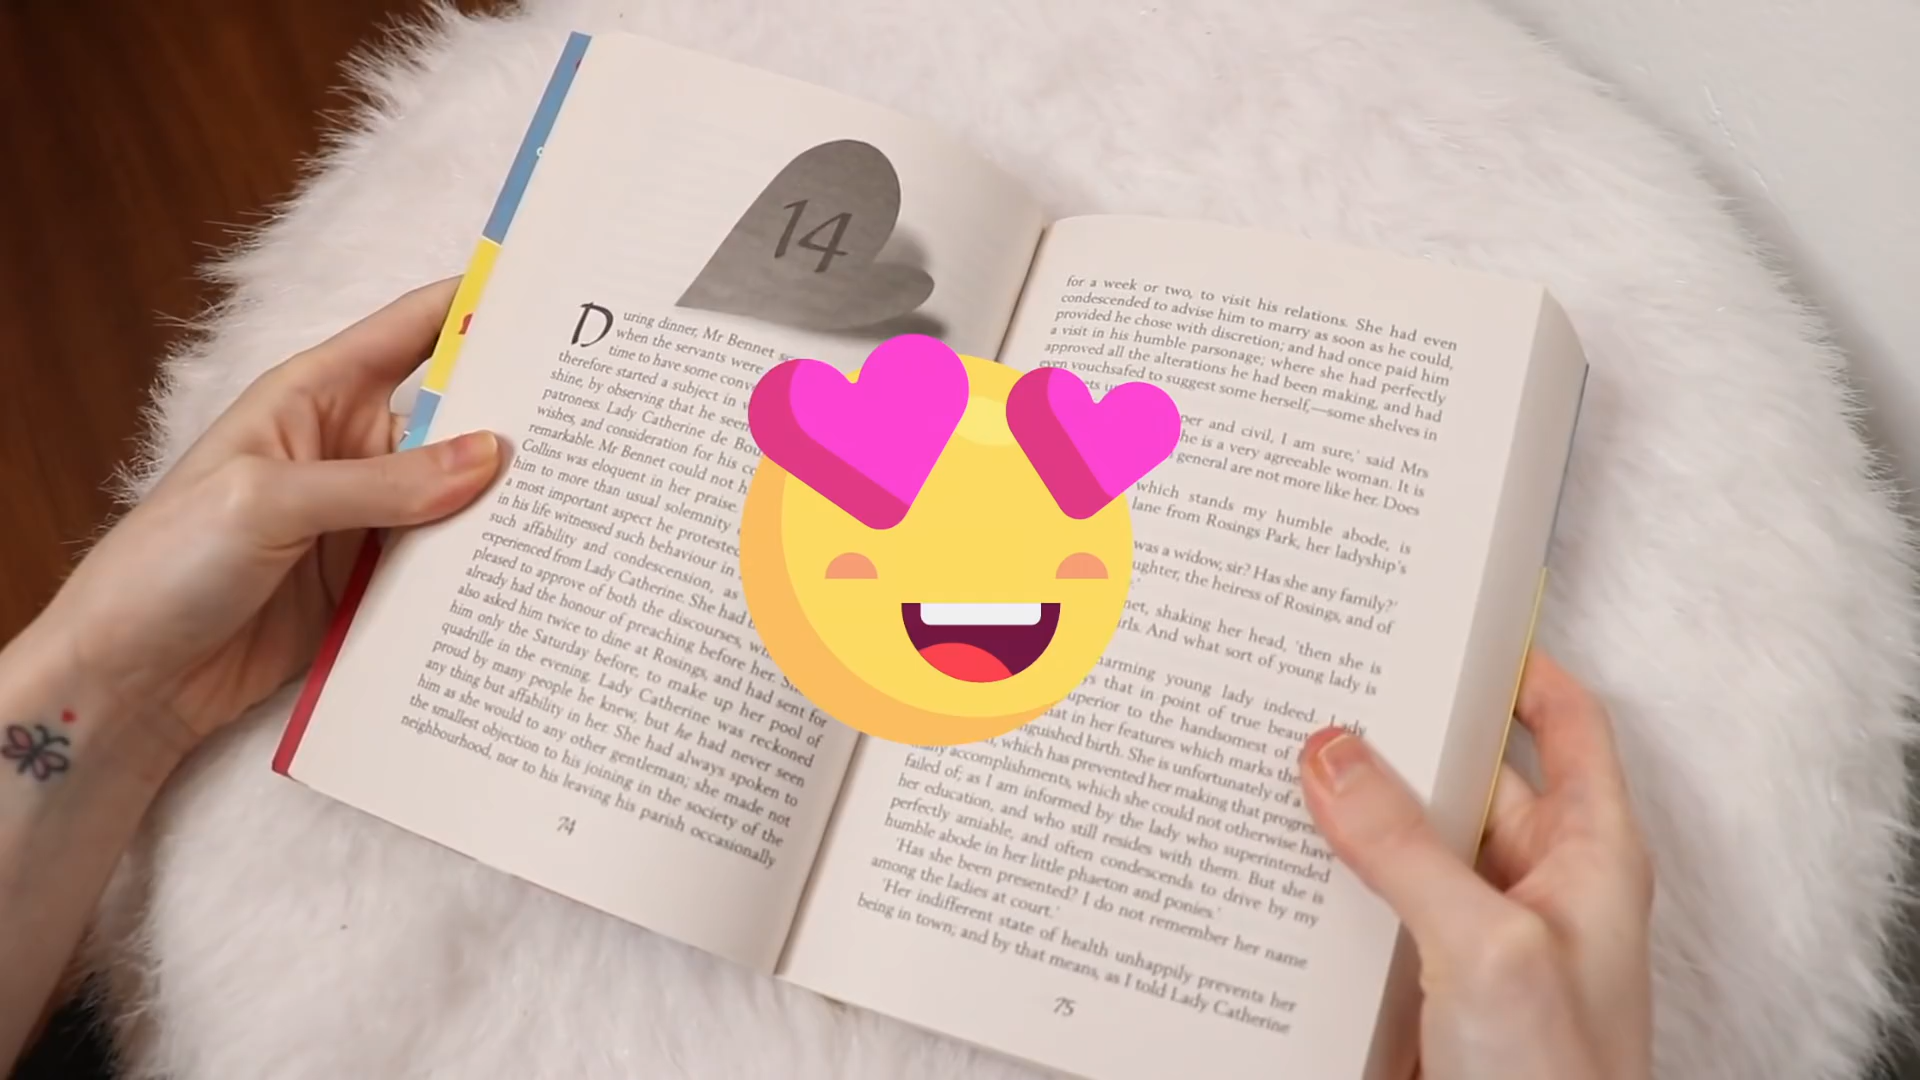 14
During dinner, Mr Bennet
when the servants were
time to have some
therefore started a subject in
shine, by observing that he
patroness. Lady Catherine de
wishes, and consideration for his
remarkable. Mr Bennet could not
Collins was eloquent in her praise.
him to more than usual solemnity
a most important aspect he protested
in his life witnessed such behaviour in
such affability and condescension, as
experienced from Lady Catherine. She had
pleased to approve of both the discourses,
already had the honour of preaching before her.
also asked him twice to dine at Rosings, and had sent for
him only the Saturday before, to make up her pool of
quadrille in the evening. Lady Catherine was reckoned
proud by many people he knew, but he had never seen
any thing but affability in her. She had always spoken to
him as she would to any other gentleman; she made not
the smallest objection to his joining in the society of the
neighbourhood, nor to his leaving his parish occasionally
74
for a week or two, to visit his relations. She had even
condescended to advise him to marry as soon as he could,
provided he chose with discretion; and had once paid him
a visit in his humble parsonage; where she had perfectly
approved all the alterations he had been making, and had
even vouchsafed to suggest some herself,—some shelves in
and civil, I am sure,' said Mrs
she is a very agreeable woman. It is
general are not more like her. Does
which stands my humble abode, is
lane from Rosings Park, her ladyship's
was a widow, sir? Has she any family?'
the heiress of Rosings, and of
shaking her head, 'then she is
And what sort of young lady is
young lady indeed. Lady
that in point of true
to the handsomest of
in her features which marks the
birth. She is unfortunately of a
which has prevented her making that
accomplishments, which she could not otherwise have
failed of; as I am informed by the lady who superintended
her education, and who still resides with them. But she is
perfectly amiable, and often condescends to drive by my
humble abode in her little phaeton and ponies.'
'Has she been presented? I do not remember her name
among the ladies at court.'
'Her indifferent state of health unhappily prevents her
being in town; and by that means, as I told Lady Catherine
75